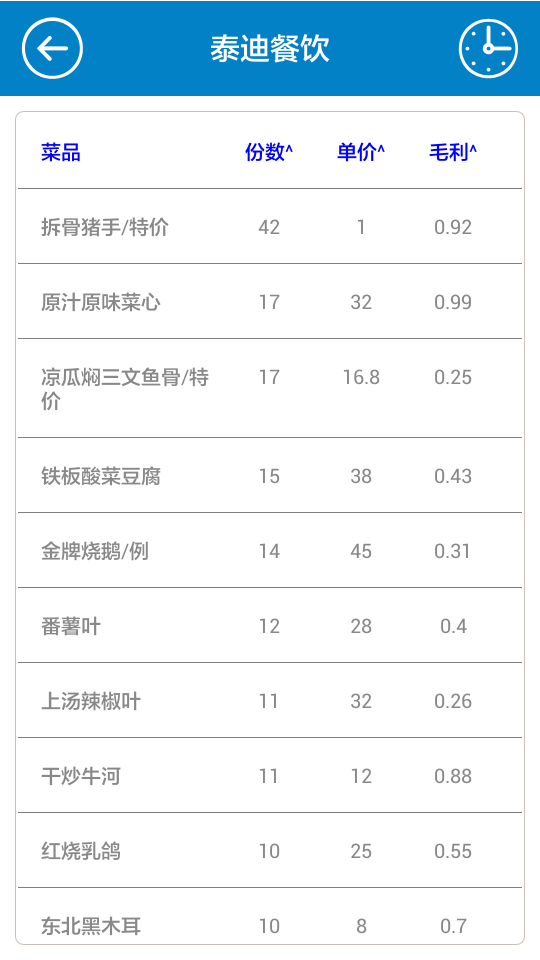 泰迪餐饮
菜品 份数^ 单价^ 毛利^
拆骨猪手/特价 42 1 0.92
原汁原味菜心 17 32 0.99
凉瓜焖三文鱼骨/特 17 16.8 0.25
价
铁板酸菜豆腐 15 38 0.43
金牌烧鹅/例 14 45 0.31
番薯叶 12 28 0.4
上汤辣椒叶 11 32 0.26
干炒牛河 11 12 0.88
红烧乳鸽 10 25 0.55
东北黑木耳 10 8 0.7